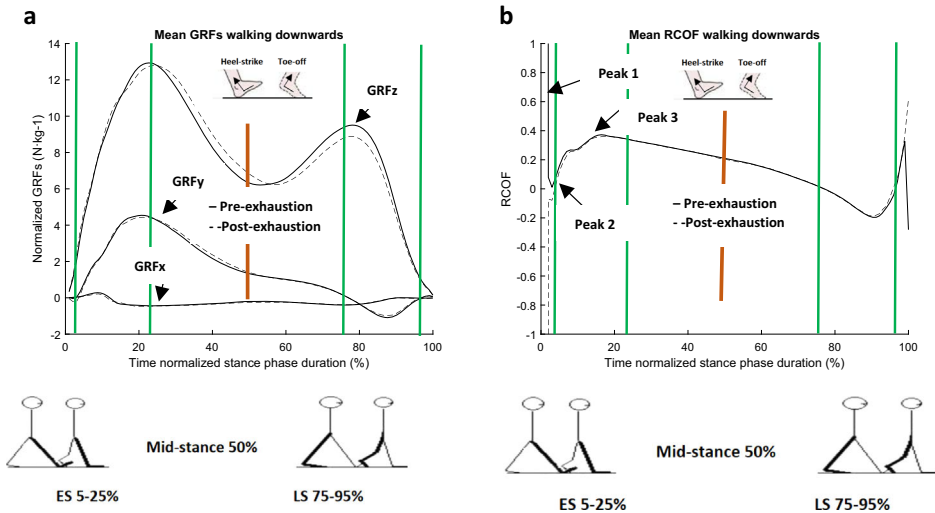 a
Mean GRFs walking downwards
14
12
10
8
6
4
2
0
-2
Normalized GRFs (N·kg-1)
Heel-strike
Toe-off
GRFz
GRFy
GRFx
– Pre-exhaustion
- -Post-exhaustion
0 20 40 60 80 100
Time normalized stance phase duration (%)
Mid-stance 50%
ES 5-25%
LS 75-95%
b
Mean RCOF walking downwards
1
0.8
0.6
0.4
0.2
0
-0.2
-0.4
-0.6
-0.8
-1
RCOF
Peak 1
Heel-strike
Toe-off
Peak 3
– Pre-exhaustion
- -Post-exhaustion
Peak 2
0 20 40 60 80 100
Time normalized stance phase duration (%)
Mid-stance 50%
ES 5-25%
LS 75-95%